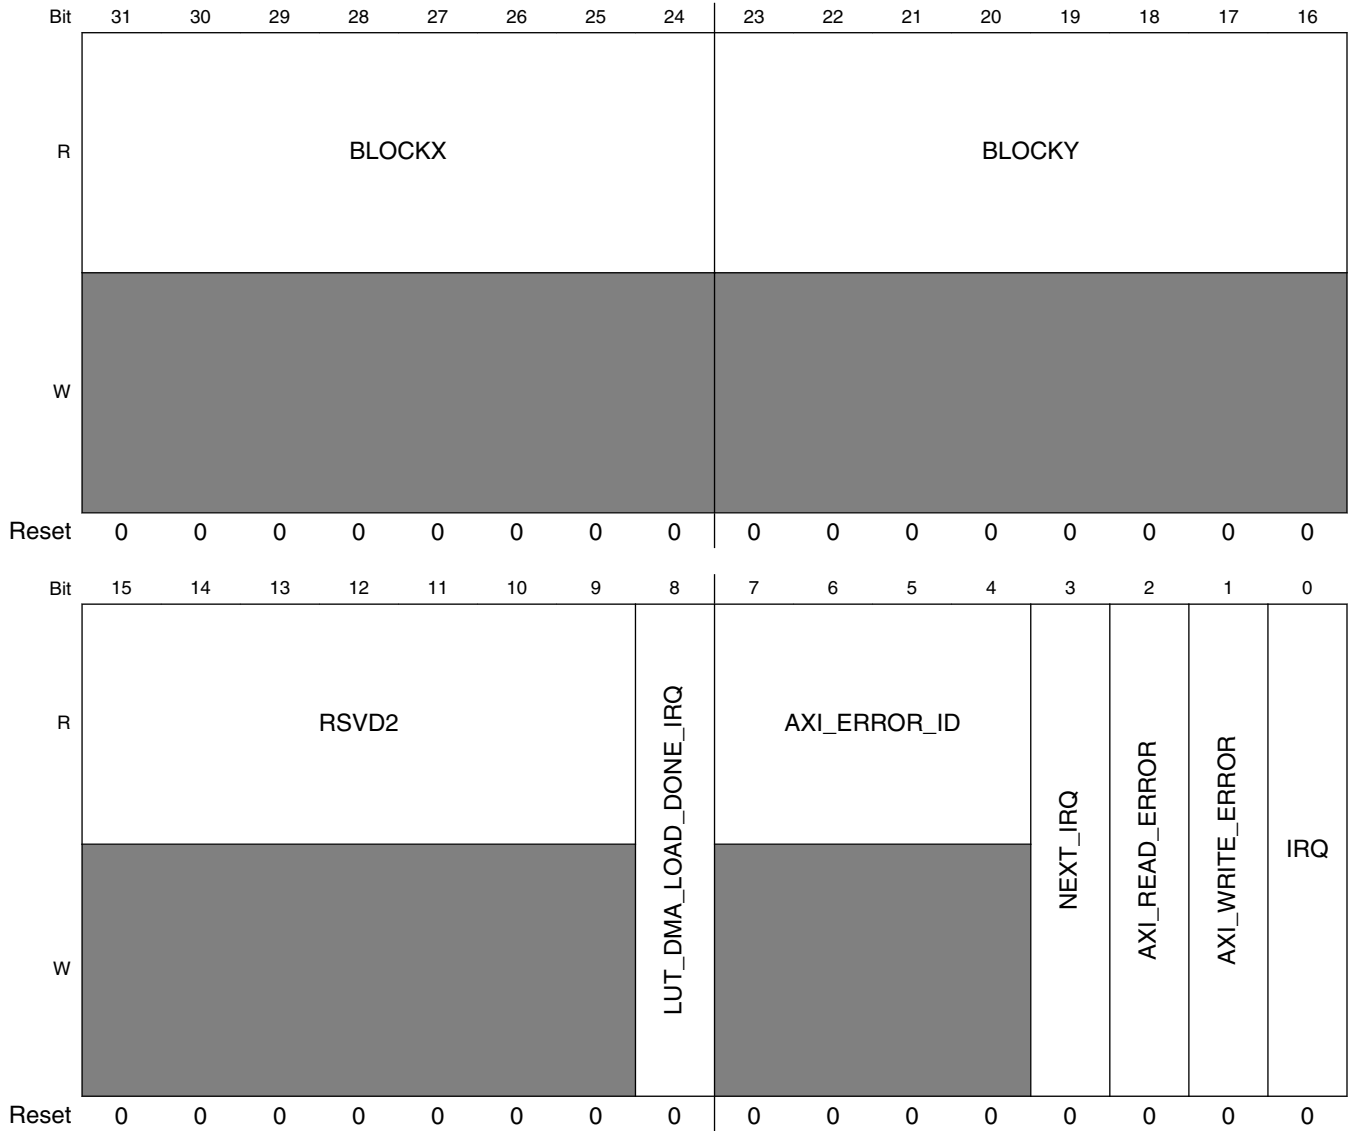 Bit 31 30 29 28 27 26 25 24 23 22 21 20 19 18 17 16
R BLOCKX BLOCKY
W
Reset 0 0 0 0 0 0 0 0 0 0 0 0 0 0 0 0
Bit 15 14 13 12 11 10 9 8 7 6 5 4 3 2 1 0
R RSVD2 LUT_DMA_LOAD_DONE_IRQ AXI_ERROR_ID NEXT_IRQ AXI_READ_ERROR AXI_WRITE_ERROR IRQ
W
Reset 0 0 0 0 0 0 0 0 0 0 0 0 0 0 0 0